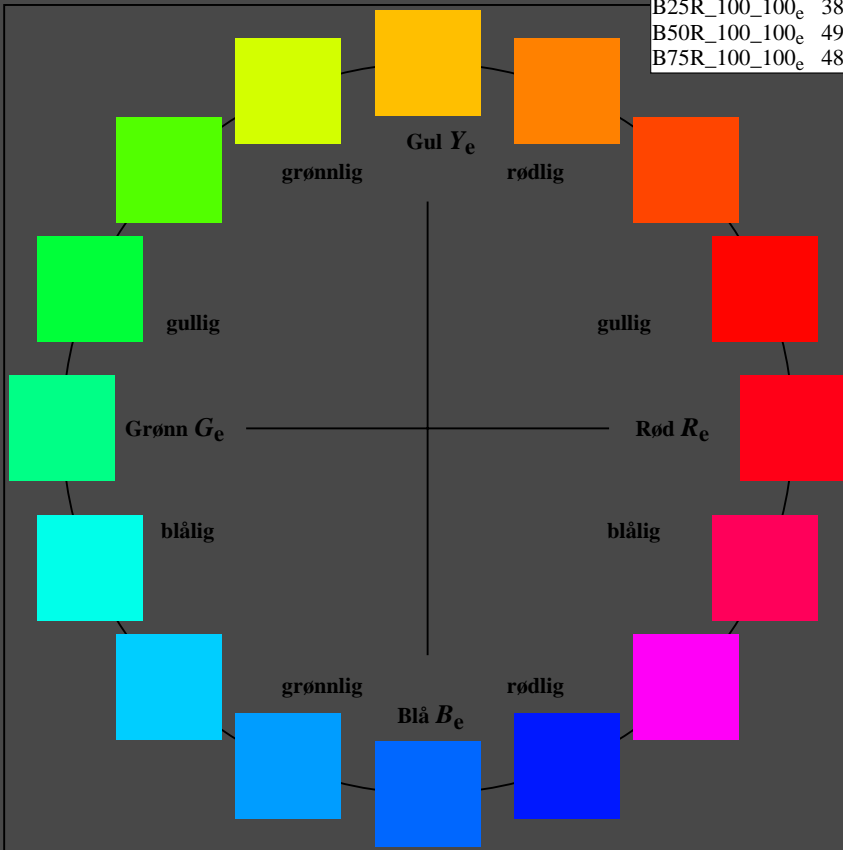 B25R_100_100e 38
B50R_100_100e 49
B75R_100_100e 48
Gul Ye
grønnlig rødlig
gullig gullig
Grønn Ge Rød Re
blålig blålig
grønnlig rødlig
Blå Be